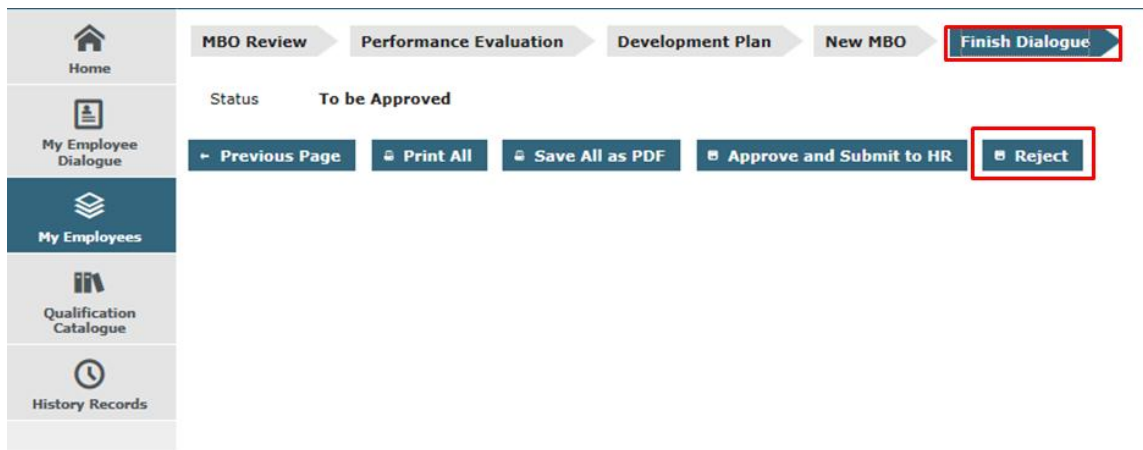 Home
My Employee
Dialogue
My Employees
Qualification
Catalogue
History Records
MBO Review Performance Evaluation Development Plan New MBO Finish Dialogue
Status To be Approved
← Previous Page Print All Save All as PDF Approve and Submit to HR Reject